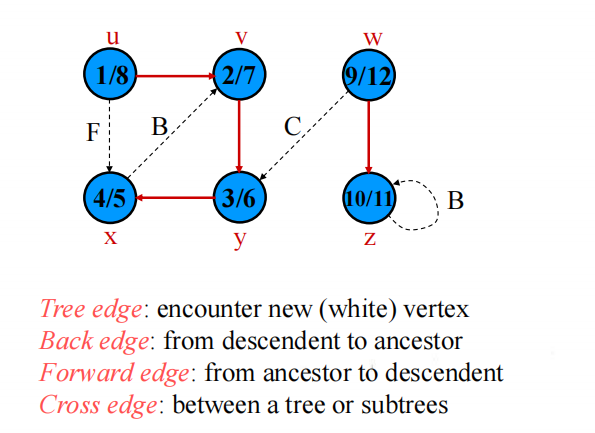 u v w
1/8 2/7 9/12
F B C
4/5 3/6 10/11 B
x y z
Tree edge: encounter new (white) vertex
Back edge: from descendent to ancestor
Forward edge: from ancestor to descendent
Cross edge: between a tree or subtrees